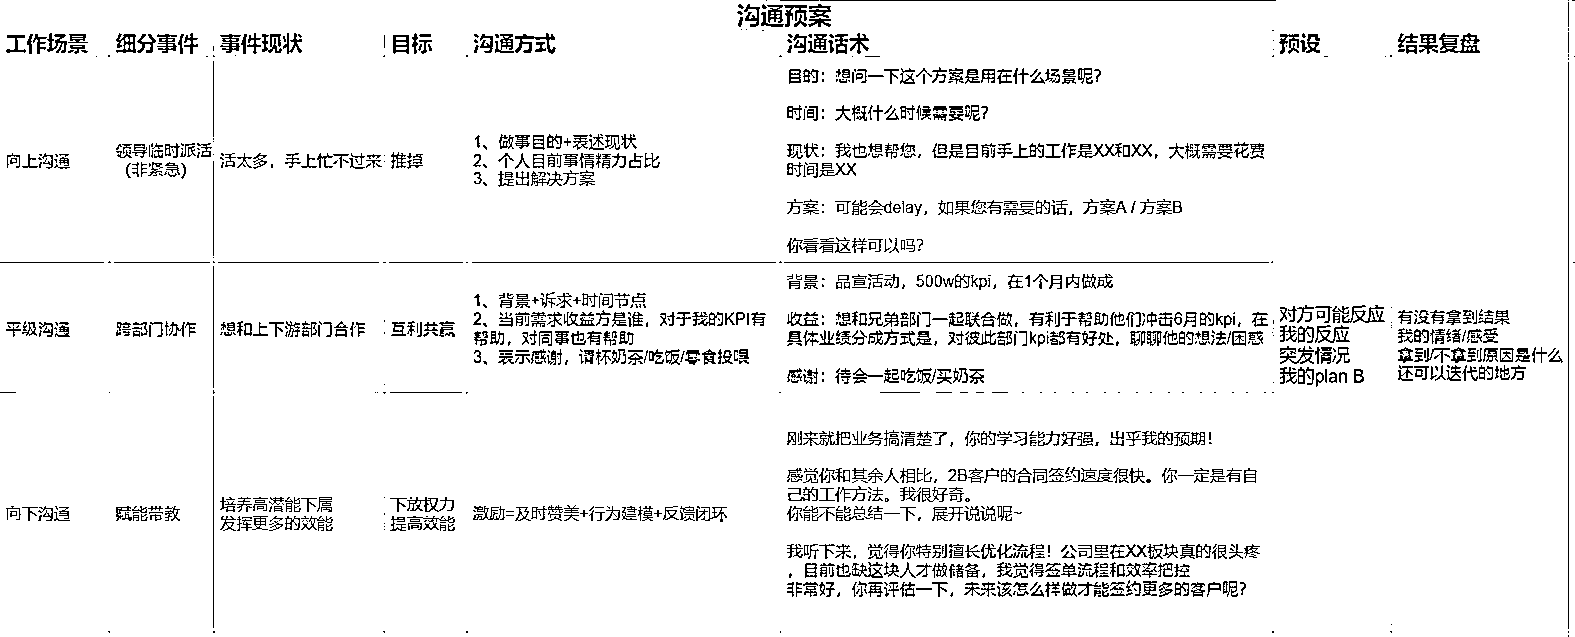 沟通预案
工作场景 细分事件 事件现状 目标 沟通方式 沟通话术 预设 结果复盘
向上沟通
领导临时派活
(非紧急)
活太多，手上忙不过来
推掉
1、做事目的+表述现状
2、个人目前事情精力占比
3、提出解决方案
目的：想问一下这个方案是用在什么场景呢？
时间：大概什么时候需要呢？
现状：我也想帮您，但是目前手上的工作是XX和XX，大概需要花费
时间是XX
方案：可能会delay，如果您有需要的话，方案A / 方案B
你看看这样可以吗？
平级沟通
跨部门协作
想和上下游部门合作
互利共赢
1、背景+诉求+时间节点
2、当前需求收益方是谁，对于我的KPI有
帮助，对同事也有帮助
3、表示感谢，请杯奶茶/吃饭/零食投喂
背景：品宣活动，500w的kpi，在1个月内做成
收益：想和兄弟部门一起联合做，有利于帮助他们冲击6月的kpi，在
具体业绩分成方式是，对彼此部门kpi都有好处，聊聊他的想法/困惑
感谢：待会一起吃饭/买奶茶
对方可能反应
我的反应
突发情况
我的plan B
有没有拿到结果
我的情绪/感受
拿到/不拿到原因是什么
还可以迭代的地方
向下沟通
赋能带教
培养高潜能下属
发挥更多的效能
下放权力
提高效能
激励=及时赞美+行为建模+反馈闭环
刚来就把业务搞清楚了，你的学习能力好强，出乎我的预期！
感觉你和其余人相比，2B客户的合同签约速度很快。你一定是有自
己的工作方法。我很好奇。
你能不能总结一下，展开说说呢~
我听下来，觉得你特别擅长优化流程！公司里在XX板块真的很头疼
，目前也缺这块人才做储备，我觉得签单流程和效率把控
非常好，你再评估一下，未来该怎么样做才能签约更多的客户呢？